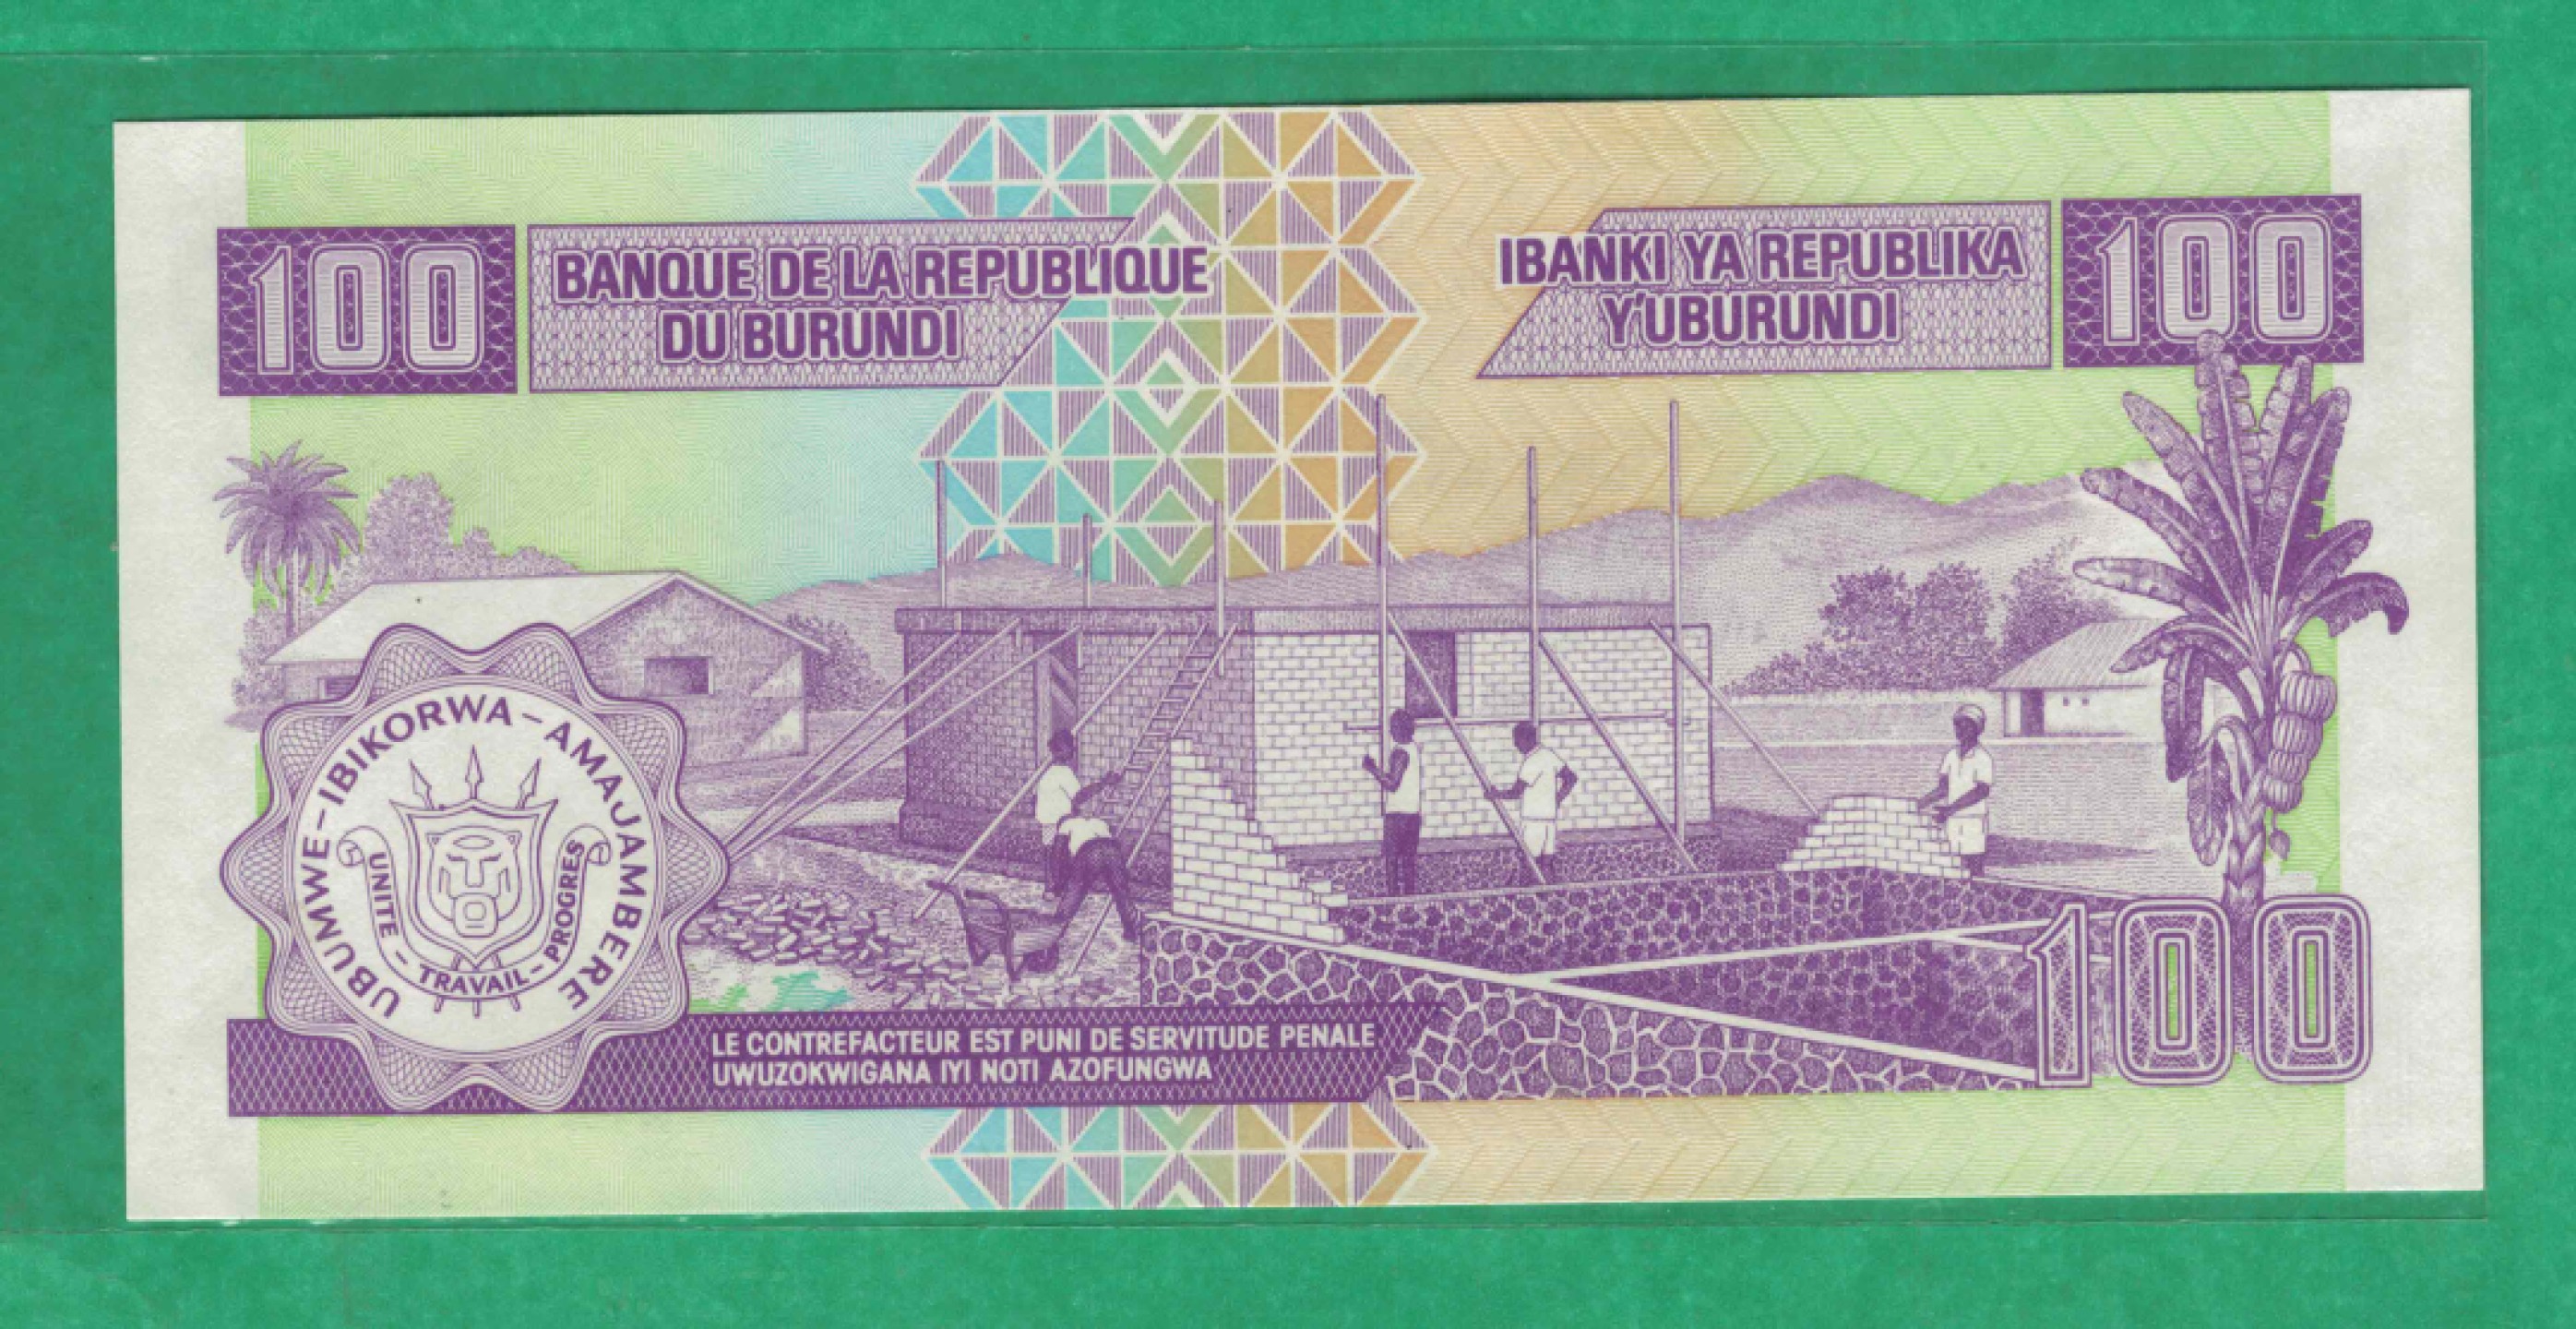 100
BANQUE DE LA REPUBLIQUE
DU BURUNDI
IBANKI YA REPUBLIKA
Y'UBURUNDI
100
UBUMWE-IBIKORWA-AMAJAMBERE
UNITE - TRAVAIL - PROGRES
LE CONTREFACTEUR EST PUNI DE SERVITUDE PENALE
UWUZOKWIGANA IYI NOTI AZOFUNGWA
100